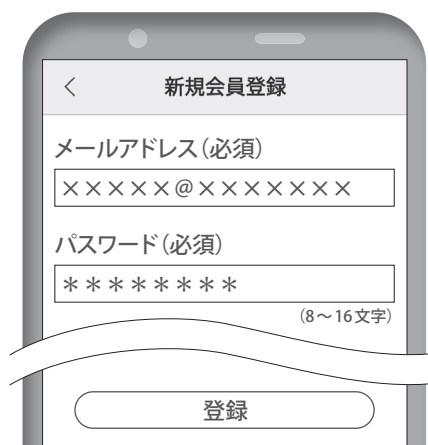 新規会員登録
メールアドレス(必須)
×××××@×××××××
パスワード(必須)
********
(8～16文字)
登録